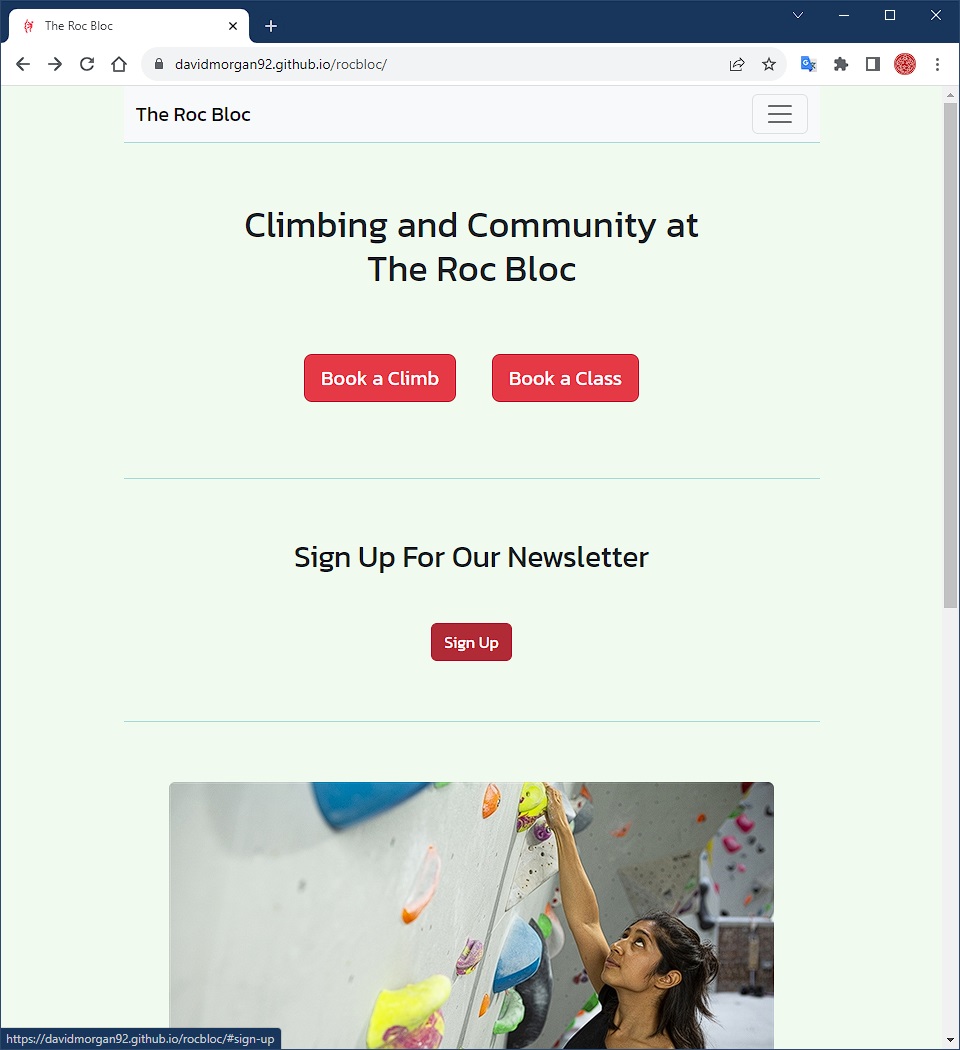 The Roc Bloc
davidmorgan92.github.io/rocbloc/
The Roc Bloc
Climbing and Community at
The Roc Bloc
Book a Climb
Book a Class
Sign Up For Our Newsletter
Sign Up
https://davidmorgan92.github.io/rocbloc/#sign-up